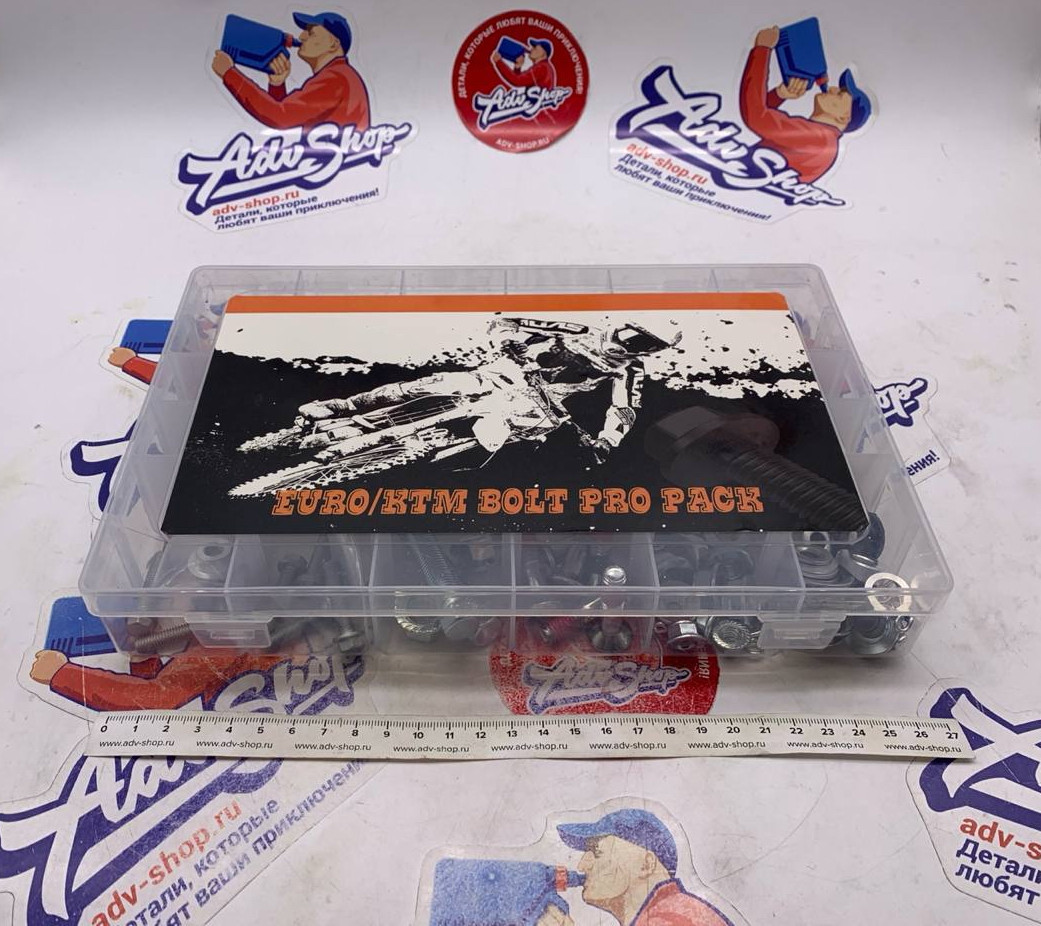 AdvShop
adv-shop.ru
Детали, которые
любят ваши приключения!
ДЕТАЛИ, КОТОРЫЕ ЛЮБЯТ ВАШИ ПРИКЛЮЧЕНИЯ!
AdvShop
ADV-SHOP.RU
AdvShop
adv-shop.ru
Детали, которые
любят ваши приключения!
EURO/KTM BOLT PRO PACK
AdvShop
0 1 2 3 4 5 6 7 8 9 10 11 12 13 14 15 16 17 18 19 20 21 22 23 24 25 26 27
www.adv-shop.ru www.adv-shop.ru www.adv-shop.ru www.adv-shop.ru www.adv-shop.ru www.adv-shop.ru www.adv-shop.ru www.adv-shop.ru www.adv-shop.ru
AdvShop
adv-shop.ru
Детали, которые
любят ваши